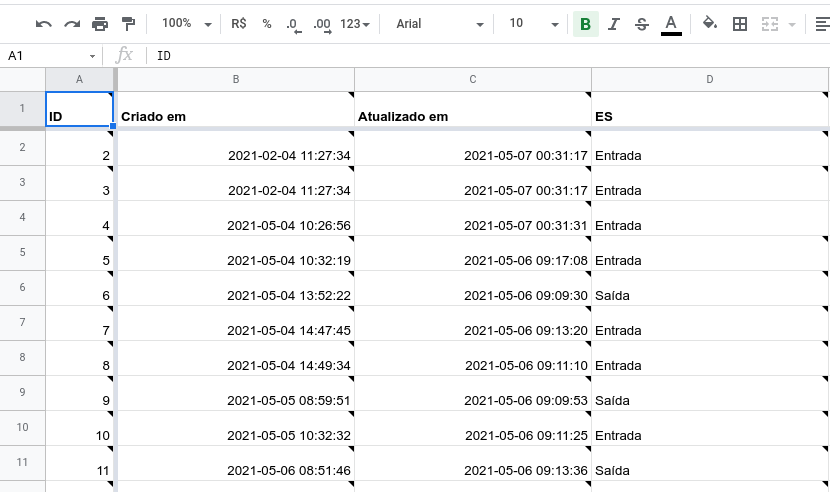 100% R$ % .0 .00 123 Arial 10 B I S A
A1 fx ID
A B C D
1 ID Criado em Atualizado em ES
2 2 2021-02-04 11:27:34 2021-05-07 00:31:17 Entrada
3 3 2021-02-04 11:27:34 2021-05-07 00:31:17 Entrada
4 4 2021-05-04 10:26:56 2021-05-07 00:31:31 Entrada
5 5 2021-05-04 10:32:19 2021-05-06 09:17:08 Entrada
6 6 2021-05-04 13:52:22 2021-05-06 09:09:30 Saída
7 7 2021-05-04 14:47:45 2021-05-06 09:13:20 Entrada
8 8 2021-05-04 14:49:34 2021-05-06 09:11:10 Entrada
9 9 2021-05-05 08:59:51 2021-05-06 09:09:53 Saída
10 10 2021-05-05 10:32:32 2021-05-06 09:11:25 Entrada
11 11 2021-05-06 08:51:46 2021-05-06 09:13:36 Saída